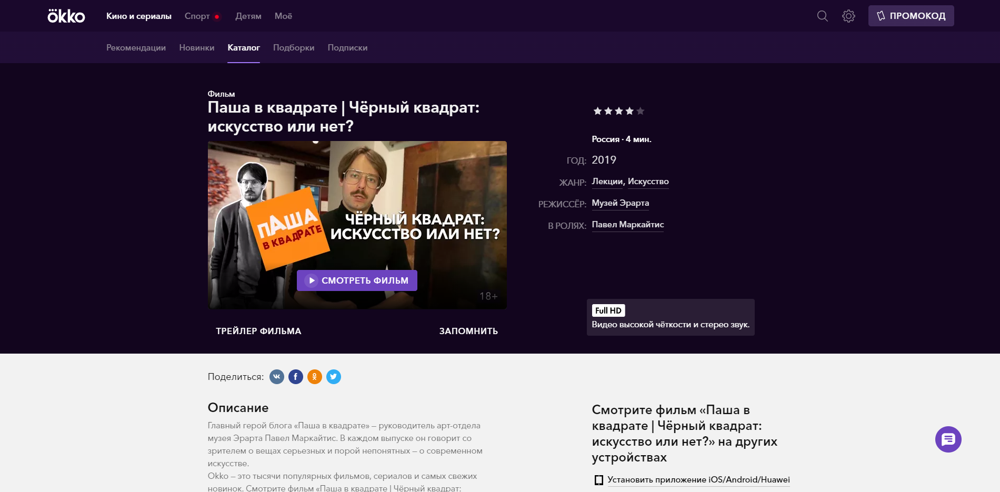 ökko
Кино и сериалы
Спорт
Детям
Моё
ПРОМОКОД
Рекомендации
Новинки
Каталог
Подборки
Подписки
Фильм
Паша в квадрате | Чёрный квадрат:
искусство или нет?
ПАША
В КВАДРАТЕ
ЧЁРНЫЙ КВАДРАТ:
ИСКУССТВО ИЛИ НЕТ?
СМОТРЕТЬ ФИЛЬМ
18+
ТРЕЙЛЕР ФИЛЬМА
ЗАПОМНИТЬ
Россия · 4 мин.
ГОД: 2019
ЖАНР: Лекции, Искусство
РЕЖИССЁР: Музей Эрарта
В РОЛЯХ: Павел Маркайтис
Full HD
Видео высокой чёткости и стерео звук.
Поделиться:
Описание
Главный герой блога «Паша в квадрате» – руководитель арт-отдела
музея Эрарта Павел Маркайтис. В каждом выпуске он говорит со
зрителем о вещах серьезных и порой непонятных – о современном
искусстве.
Okko – это тысячи популярных фильмов, сериалов и самых свежих
новинок. Смотрите фильм «Паша в квадрате | Чёрный квадрат:
Смотрите фильм «Паша в
квадрате | Чёрный квадрат:
искусство или нет?» на других
устройствах
Установить приложение iOS/Android/Huawei